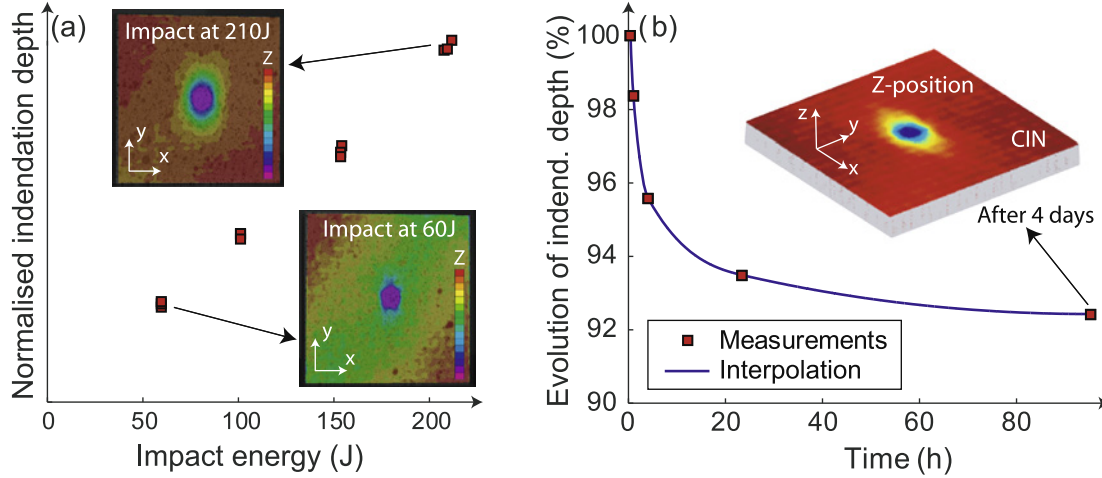 (a)
Normalised indendation depth
Impact at 210J
Z
y
x
Impact at 60J
Z
y
x
0
50
100
150
200
Impact energy (J)
(b)
Evolution of indend. depth (%)
100
98
96
94
92
90
Z-position
z
y
x
CIN
After 4 days
Measurements
Interpolation
0
20
40
60
80
Time (h)